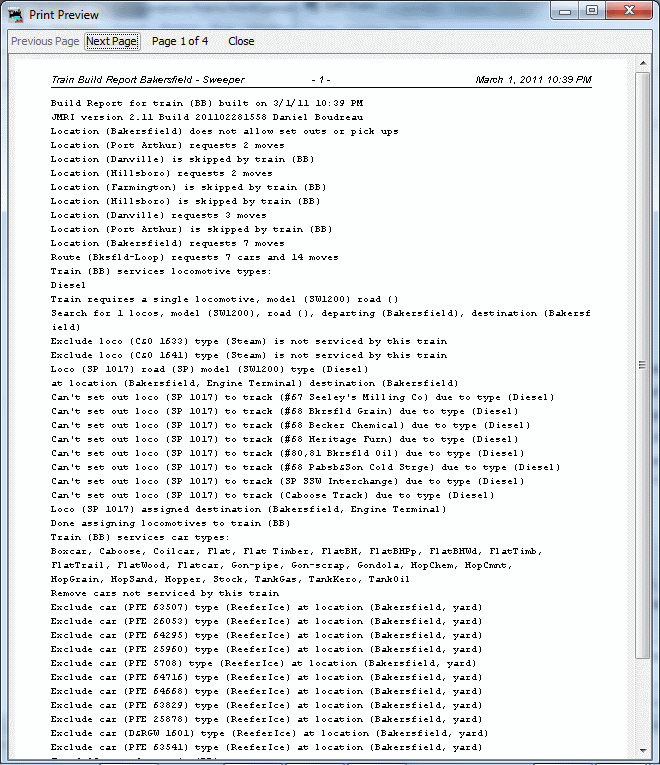 Print Preview
Previous Page Next Page Page 1 of 4 Close
Train Build Report Bakersfield - Sweeper - 1 - March 1, 2011 10:39 PM
Build Report for train (BB) built on 3/1/11 10:39 PM
JMRI version 2.11 Build 201102281558 Daniel Boudreau
Location (Bakersfield) does not allow set outs or pick ups
Location (Port Arthur) requests 2 moves
Location (Danville) is skipped by train (BB)
Location (Hillsboro) requests 2 moves
Location (Farmington) is skipped by train (BB)
Location (Hillsboro) is skipped by train (BB)
Location (Danville) requests 3 moves
Location (Port Arthur) is skipped by train (BB)
Location (Bakersfield) requests 7 moves
Route (Bksfld-Loop) requests 7 cars and 14 moves
Train (BB) services locomotive types:
Diesel
Train requires a single locomotive, model (SW1200) road ()
Search for 1 locos, model (SW1200), road (), departing (Bakersfield), destination (Bakersf
ield)
Exclude loco (C&O 1633) type (Steam) is not serviced by this train
Exclude loco (C&O 1641) type (Steam) is not serviced by this train
Loco (SP 1017) road (SP) model (SW1200) type (Diesel)
at location (Bakersfield, Engine Terminal) destination (Bakersfield)
Can't set out loco (SP 1017) to track (#67 Seeley's Milling Co) due to type (Diesel)
Can't set out loco (SP 1017) to track (#68 Bkrsfld Grain) due to type (Diesel)
Can't set out loco (SP 1017) to track (#68 Becker Chemical) due to type (Diesel)
Can't set out loco (SP 1017) to track (#68 Heritage Furn) due to type (Diesel)
Can't set out loco (SP 1017) to track (#80,81 Bkrsfld Oil) due to type (Diesel)
Can't set out loco (SP 1017) to track (#68 Pabsb&Son Cold Strge) due to type (Diesel)
Can't set out loco (SP 1017) to track (SP SSW Interchange) due to type (Diesel)
Can't set out loco (SP 1017) to track (Caboose Track) due to type (Diesel)
Loco (SP 1017) assigned destination (Bakersfield, Engine Terminal)
Done assigning locomotives to train (BB)
Train (BB) services car types:
Boxcar, Caboose, Coilcar, Flat, Flat Timber, FlatBH, FlatBHPp, FlatBHWd, FlatTimb,
FlatTrail, FlatWood, Flatcar, Gon-pipe, Gon-scrap, Gondola, HopChem, HopCmnt,
HopGrain, HopSand, Hopper, Stock, TankGas, TankKero, TankOil
Remove cars not serviced by this train
Exclude car (PFE 63507) type (ReeferIce) at location (Bakersfield, yard)
Exclude car (PFE 26053) type (ReeferIce) at location (Bakersfield, yard)
Exclude car (PFE 64295) type (ReeferIce) at location (Bakersfield, yard)
Exclude car (PFE 25960) type (ReeferIce) at location (Bakersfield, yard)
Exclude car (PFE 5708) type (ReeferIce) at location (Bakersfield, yard)
Exclude car (PFE 64716) type (ReeferIce) at location (Bakersfield, yard)
Exclude car (PFE 64668) type (ReeferIce) at location (Bakersfield, yard)
Exclude car (PFE 63829) type (ReeferIce) at location (Bakersfield, yard)
Exclude car (PFE 25878) type (ReeferIce) at location (Bakersfield, yard)
Exclude car (D&RGW 1601) type (ReeferIce) at location (Bakersfield, yard)
Exclude car (PFE 63541) type (ReeferIce) at location (Bakersfield, yard)